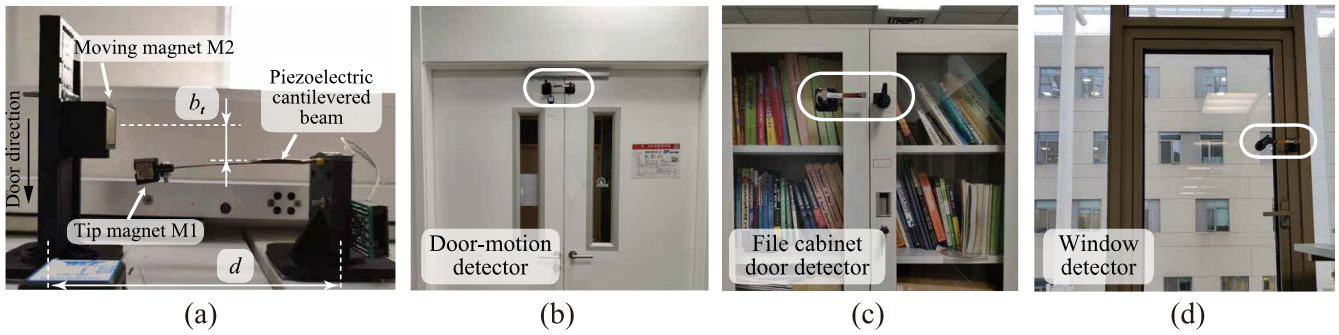 Moving magnet M2
Piezoelectric
cantilevered
beam
b_t
Door direction
Tip magnet M1
d
(a)
Door-motion
detector
(b)
File cabinet
door detector
(c)
Window
detector
(d)